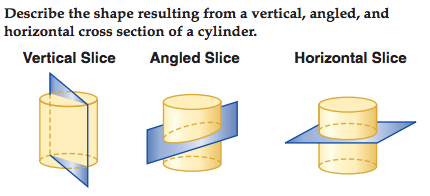 Describe the shape resulting from a vertical, angled, and
horizontal cross section of a cylinder.
Vertical Slice Angled Slice Horizontal Slice